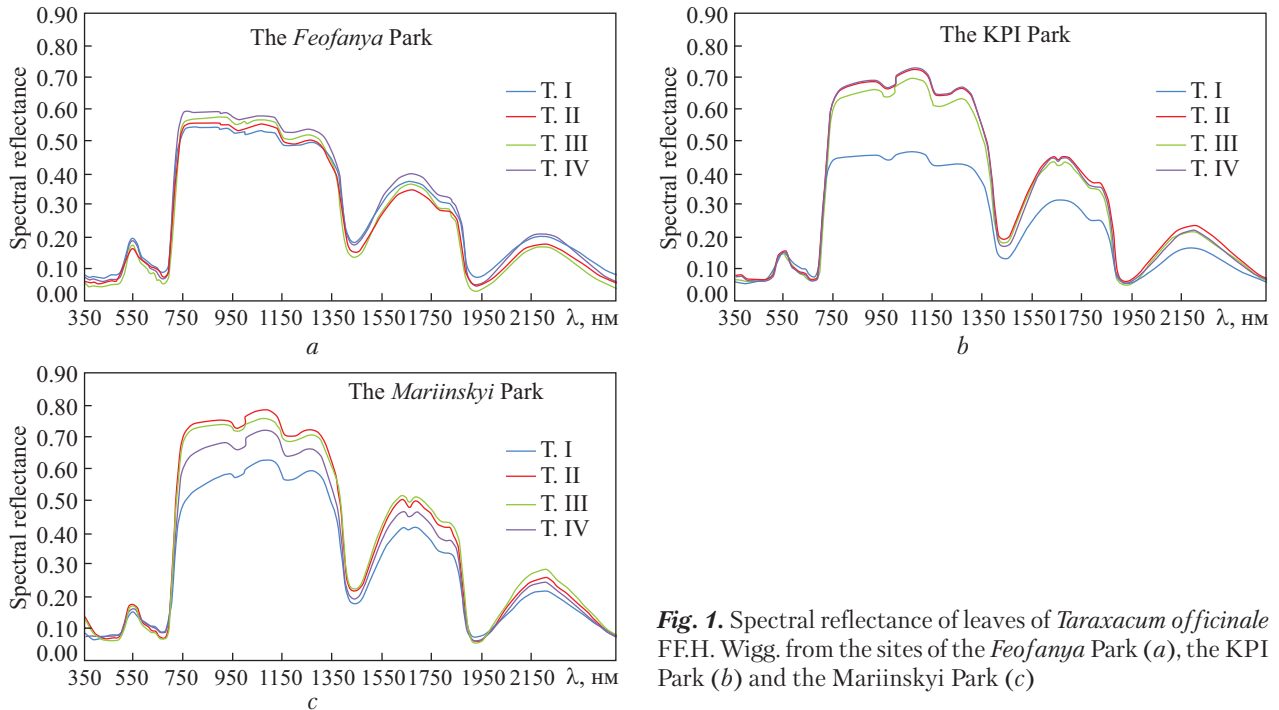 The Feofanya Park
Spectral reflectance
0.90
0.80
0.70
0.60
0.50
0.40
0.30
0.20
0.10
0.00
T. I
T. II
T. III
T. IV
350 550 750 950 1150 1350 1550 1750 1950 2150 λ, нм
a
The KPI Park
Spectral reflectance
0.90
0.80
0.70
0.60
0.50
0.40
0.30
0.20
0.10
0.00
T. I
T. II
T. III
T. IV
350 550 750 950 1150 1350 1550 1750 1950 2150 λ, нм
b
The Mariinskyi Park
Spectral reflectance
0.90
0.80
0.70
0.60
0.50
0.40
0.30
0.20
0.10
0.00
T. I
T. II
T. III
T. IV
350 550 750 950 1150 1350 1550 1750 1950 2150 λ, нм
c
Fig. 1. Spectral reflectance of leaves of Taraxacum officinale
FF.H. Wigg. from the sites of the Feofanya Park (a), the KPI
Park (b) and the Mariinskyi Park (c)